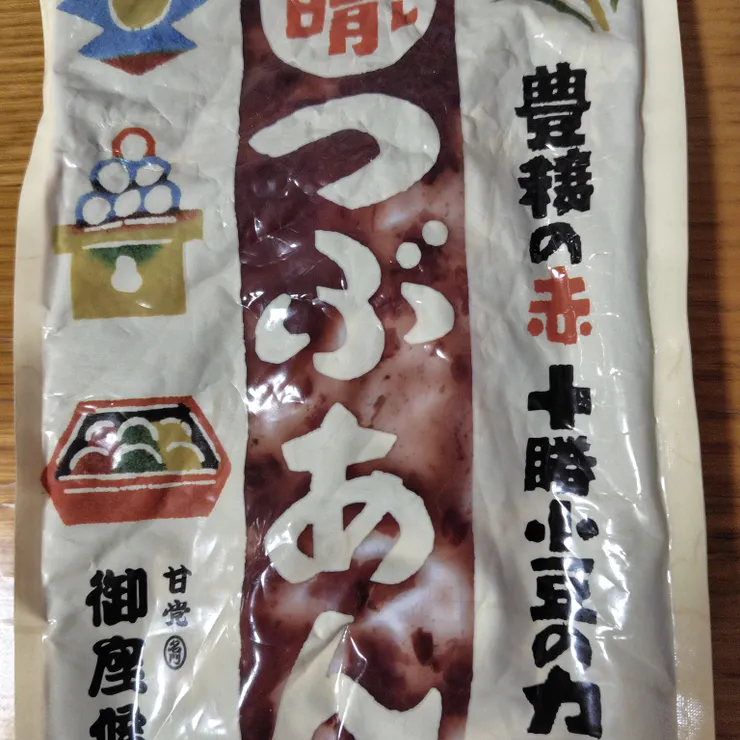 豊穣の赤 十勝小豆の力
晴れ
つぶあん
甘党
御座候